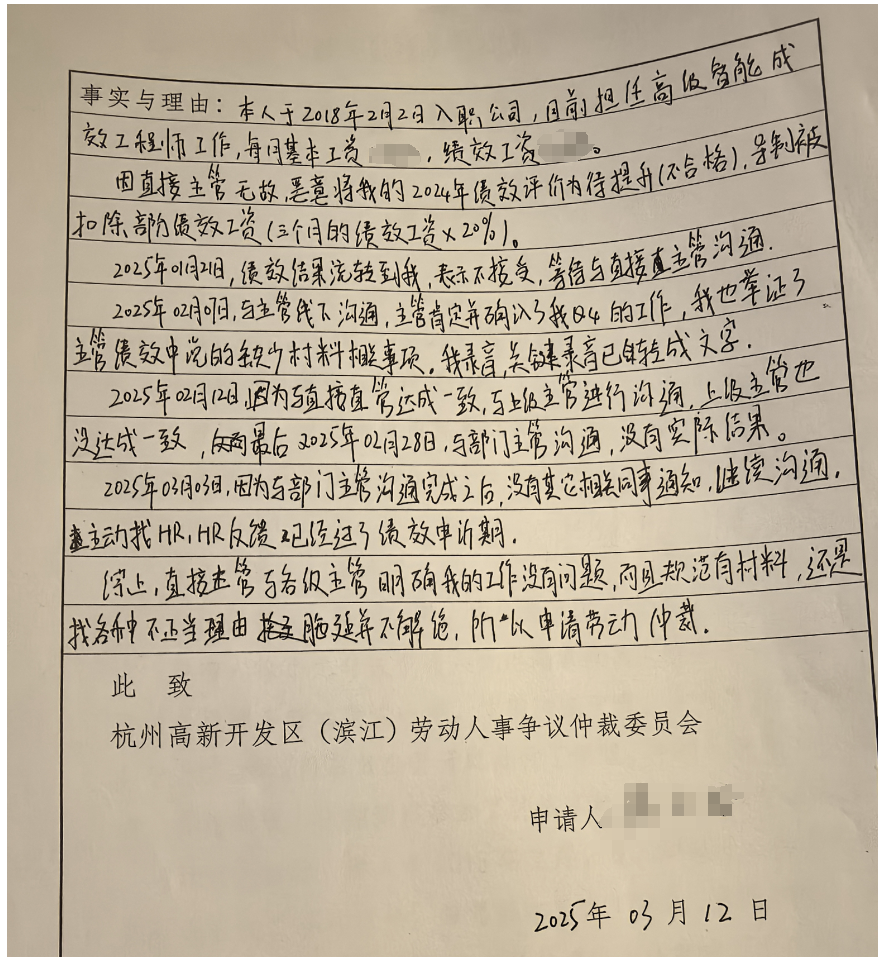 事实与理由：本人于2018年2月2日入职公司，目前担任高级智能成
效工程师工作，每月基本工资，绩效工资。
因直接主管无故，恶意将我的2024年绩效评价为待提升(不合格)，导制被
扣除部份绩效工资(三个月的绩效工资×20%)。
2025年01月21日，绩效结果流转到我，表示不接受，等待与直接主管沟通.
2025年02月07日，与主管线下沟通，主管肯定并确认了我Q4的工作，我也举证了
主管绩效中说的缺少材料相关事项。我录音，关键录音已转成文字.
2025年02月12日，因为与直接直管达成一致，与上级主管进行沟通，上级主管也
没达成一致，最后2025年02月28日，与部门主管沟通，没有实际结果。
2025年03月03日，因为与部门主管沟通完成之后，没有其它相关同事通知，继续沟通，
主动找HR，HR反馈已经过了绩效申诉期.
综上，直接主管与各级主管明确我的工作没有问题，而且规范有材料，还是
找各种不正当理由拖延并不解绝，所以申请劳动仲裁.
此 致
杭州高新开发区（滨江）劳动人事争议仲裁委员会
申请人
2025年 03 月 12 日